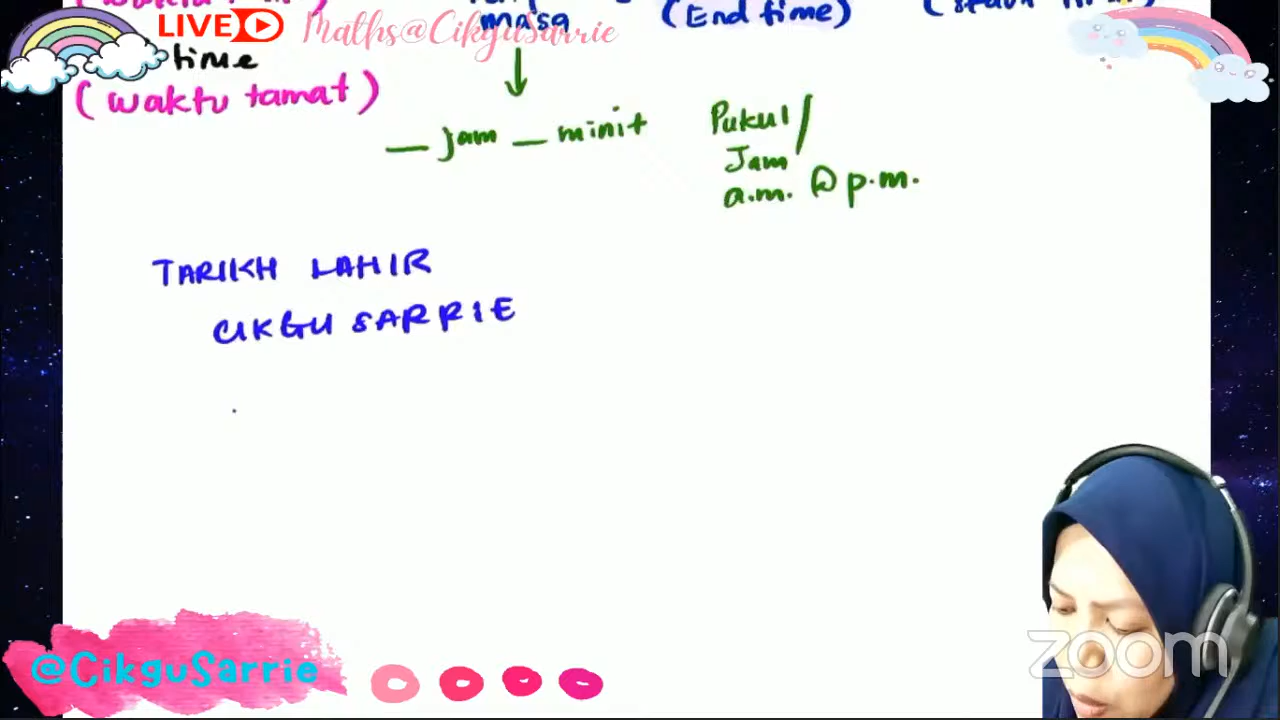 masa
(End time)
LIVE
Maths@CikguSarrie
time
(waktu tamat)
_ jam _ minit
Pukul /
Jam
a.m. @ p.m.
TARIKH LAHIR
CIKGU SARRIE
@CikguSarrie
zoom